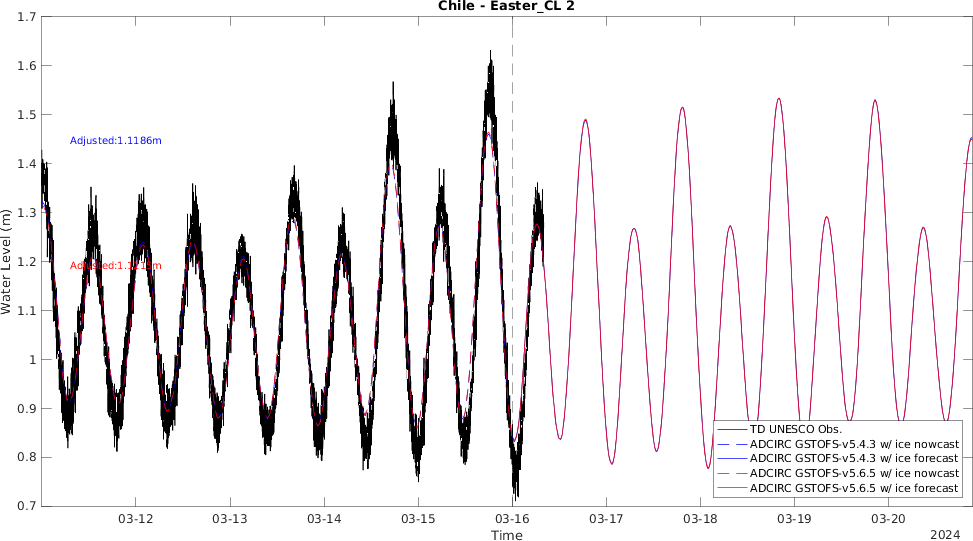 Chile - Easter_CL 2
1.7
1.6
1.5
1.4
1.3
1.2
1.1
1
0.9
0.8
0.7
Water Level (m)
Adjusted:1.1186m
03-12
03-13
03-14
03-15
03-16
03-17
03-18
03-19
03-20
Time
2024
TD UNESCO Obs.
ADCIRC GSTOFS-v5.4.3 w/ ice nowcast
ADCIRC GSTOFS-v5.4.3 w/ ice forecast
ADCIRC GSTOFS-v5.6.5 w/ ice nowcast
ADCIRC GSTOFS-v5.6.5 w/ ice forecast